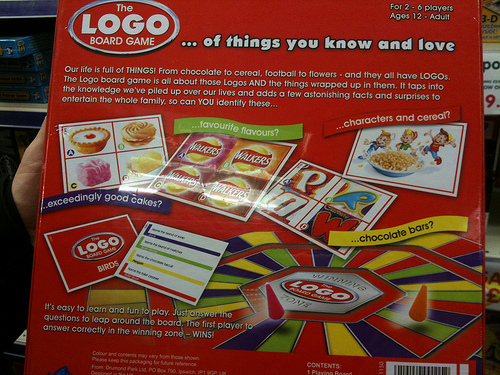 The
LOGO
BOARD GAME
For 2 - 6 players
Ages 12 - Adult
... of things you know and love
Our life is full of THINGS! From chocolate to cereal, football to flowers - and they all have LOGOs.
The Logo board game is all about those Logos AND the things wrapped up in them. It taps into
the knowledge we've piled up over our lives and adds a few astonishing facts and surprises to
entertain the whole family, so can YOU identify these...
...favourite flavours?
...characters and cereal?
WALKERS
WALKERS
...exceedingly good cakes?
...chocolate bars?
The
LOGO
BOARD GAME
BIRDS
WINNING
LOGO
BOARD GAME
ZONE
It's easy to learn and fun to play. Just answer the
questions to leap around the board. The first player to
answer correctly in the winning zone - WINS!
Colour and contents may vary from those shown.
Please keep this packaging for future reference.
From: Drumond Park Ltd, PO Box
CONTENTS:
1 Playing Board